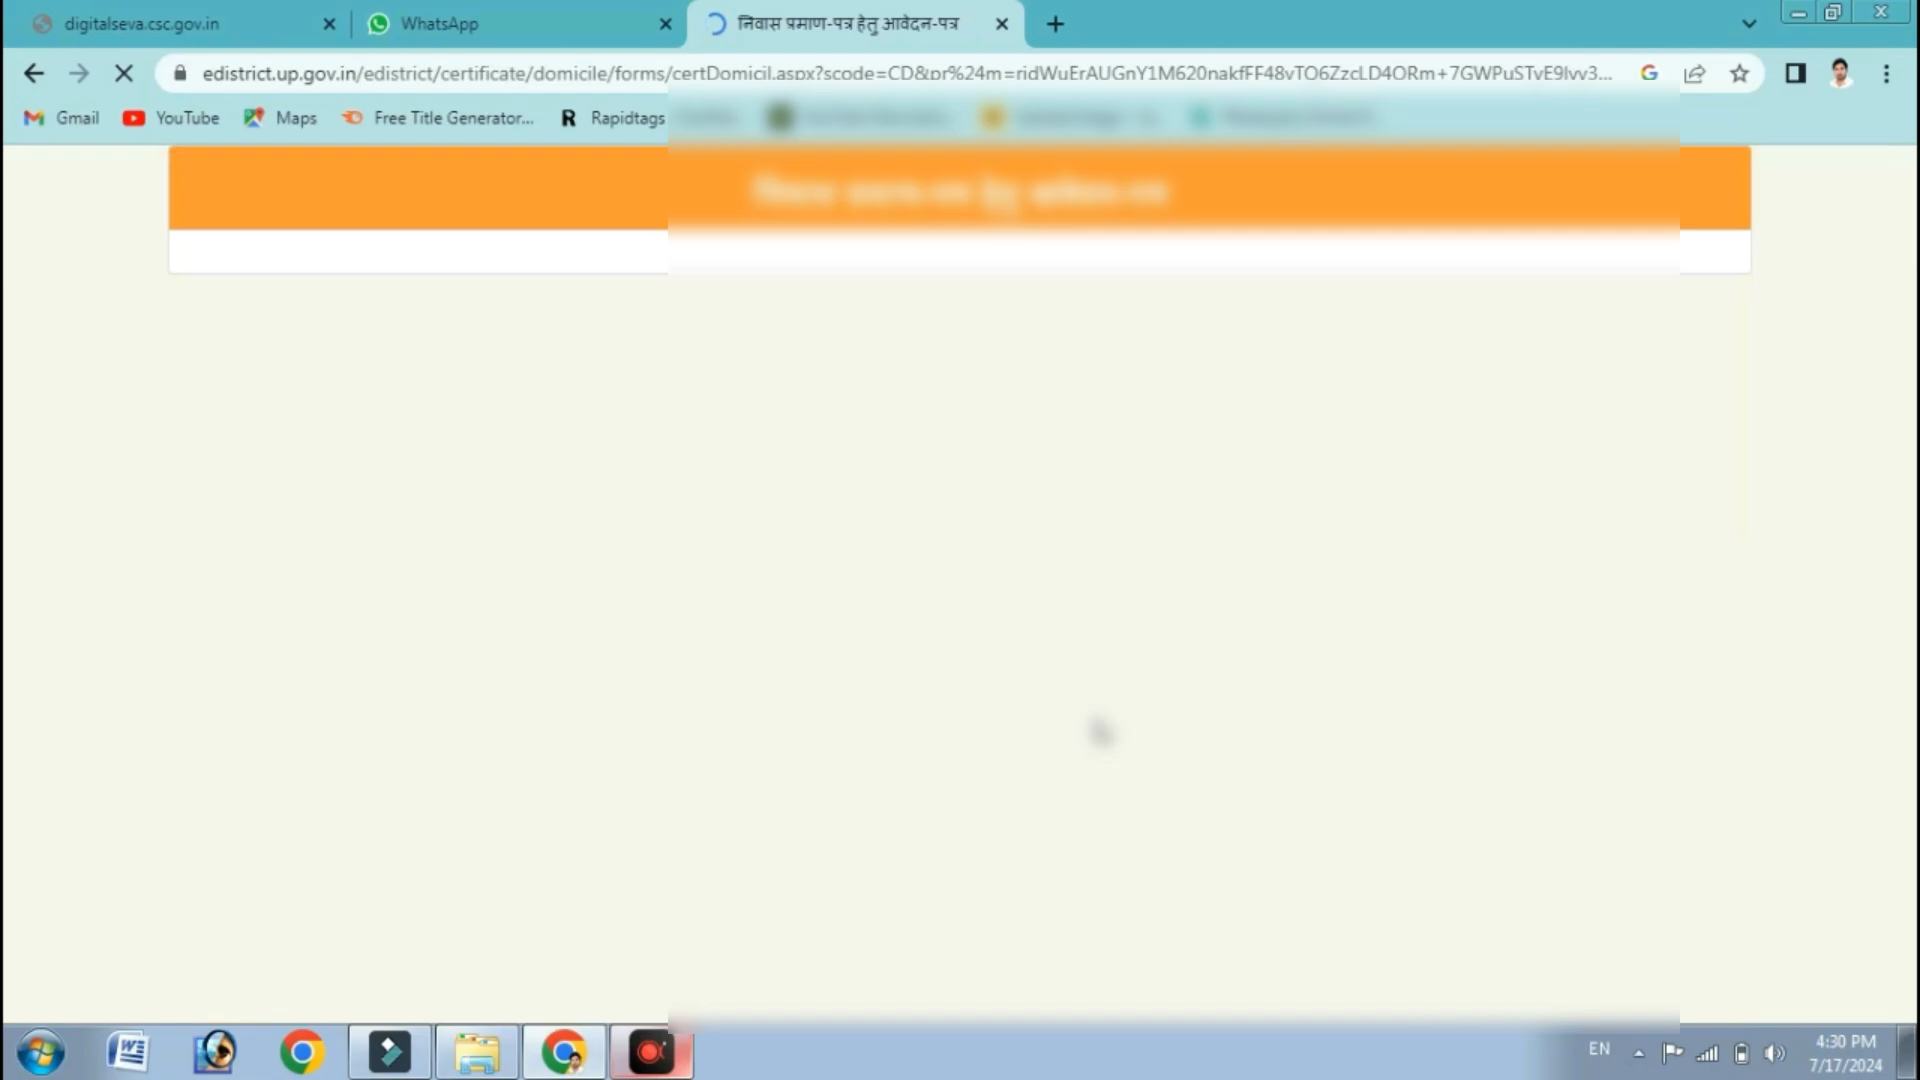 digitalseva.csc.gov.in
WhatsApp
निवास प्रमाण-पत्र हेतु आवेदन-पत्र
edistrict.up.gov.in/edistrict/certificate/domicile/forms/certDomicil.aspx?scode=CD&pr%24m=ridWuErAUGnY1M620nakfFF48vTO6ZzcLD4ORm+7GWPuSTvE9lvv3...
Gmail
YouTube
Maps
Free Title Generator...
Rapidtags
EN
4:30 PM
7/17/2024